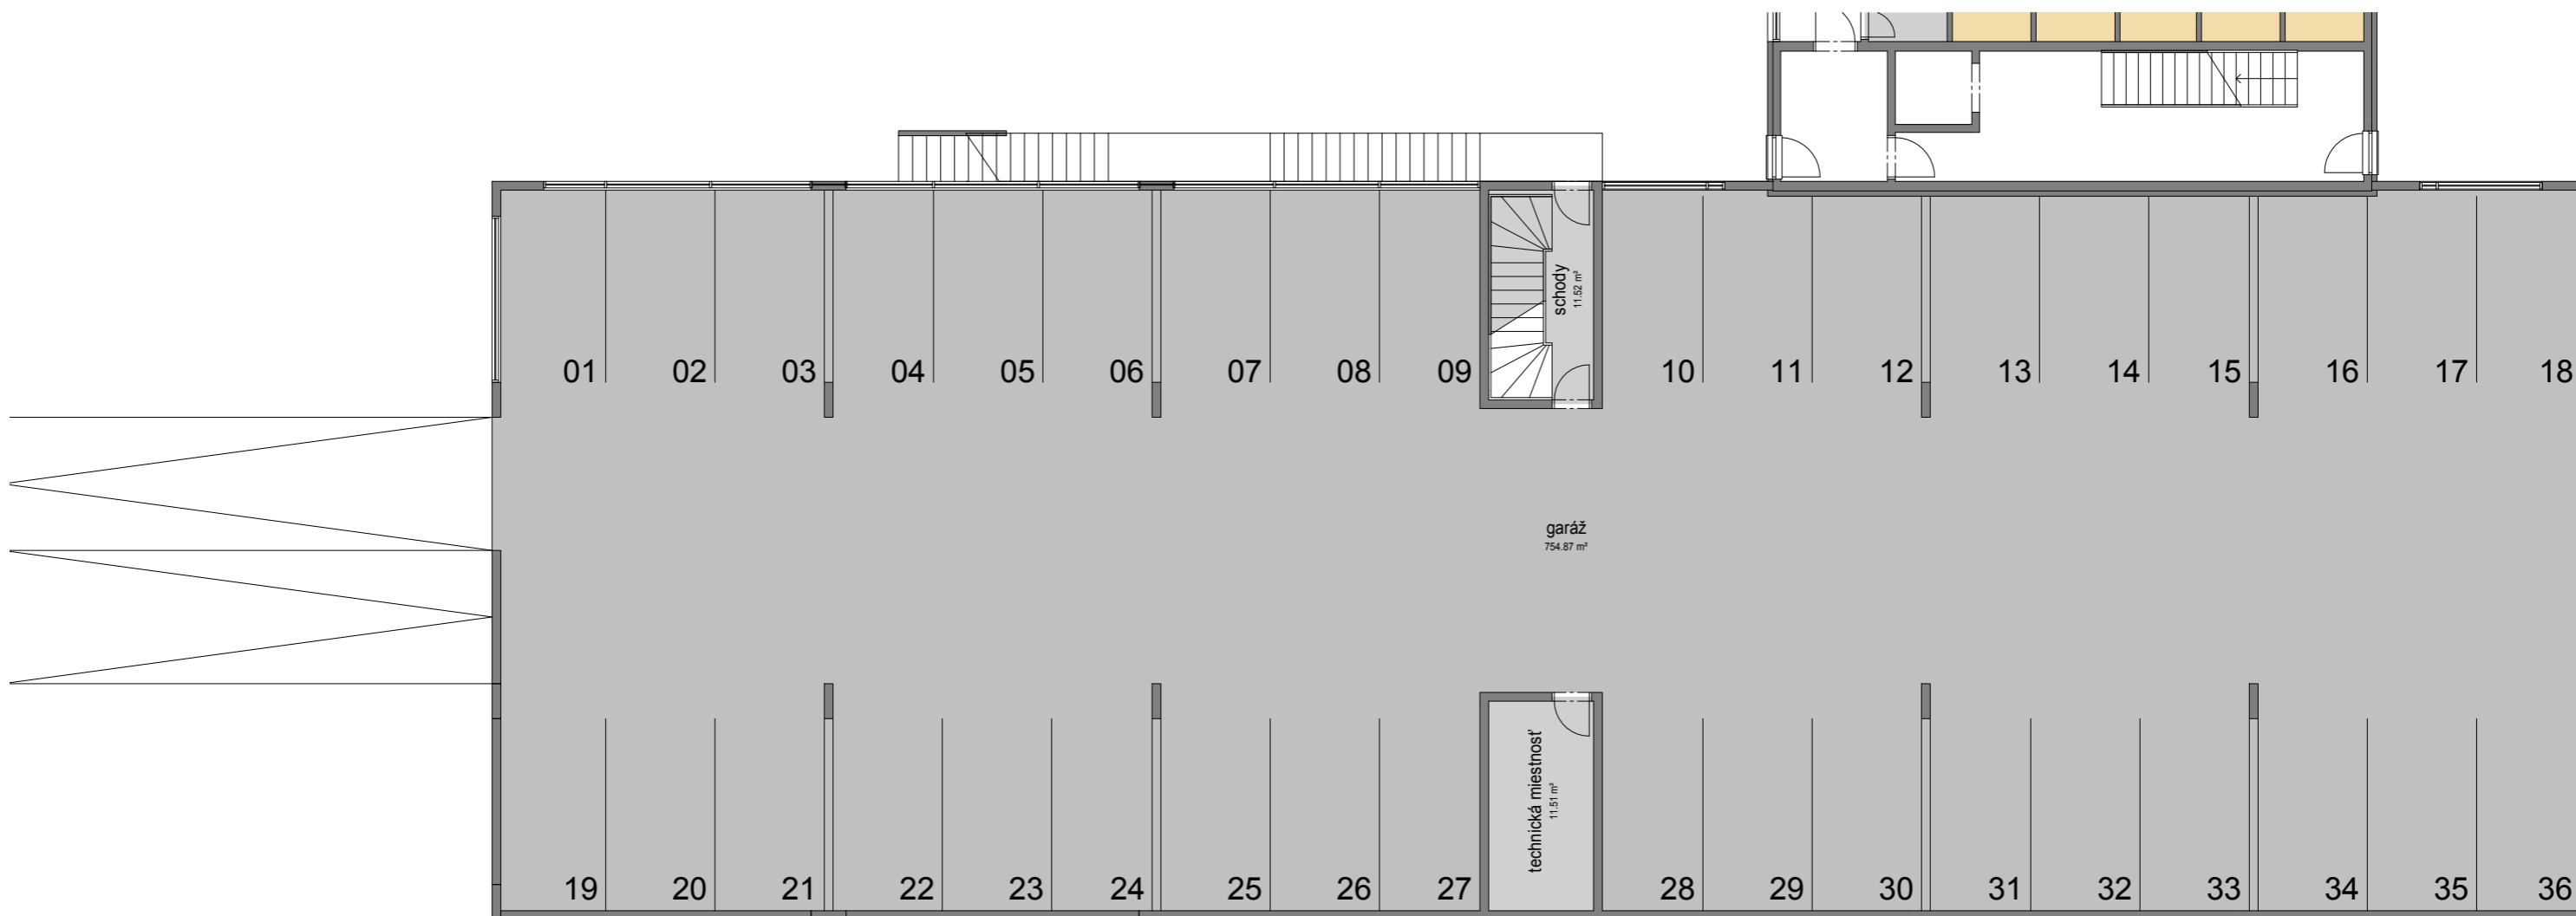 schody
11.52 m²
01 02 03 04 05 06 07 08 09 10 11 12 13 14 15 16 17 18
garáž
754.87 m²
technická miestnosť
11.51 m²
19 20 21 22 23 24 25 26 27 28 29 30 31 32 33 34 35 36